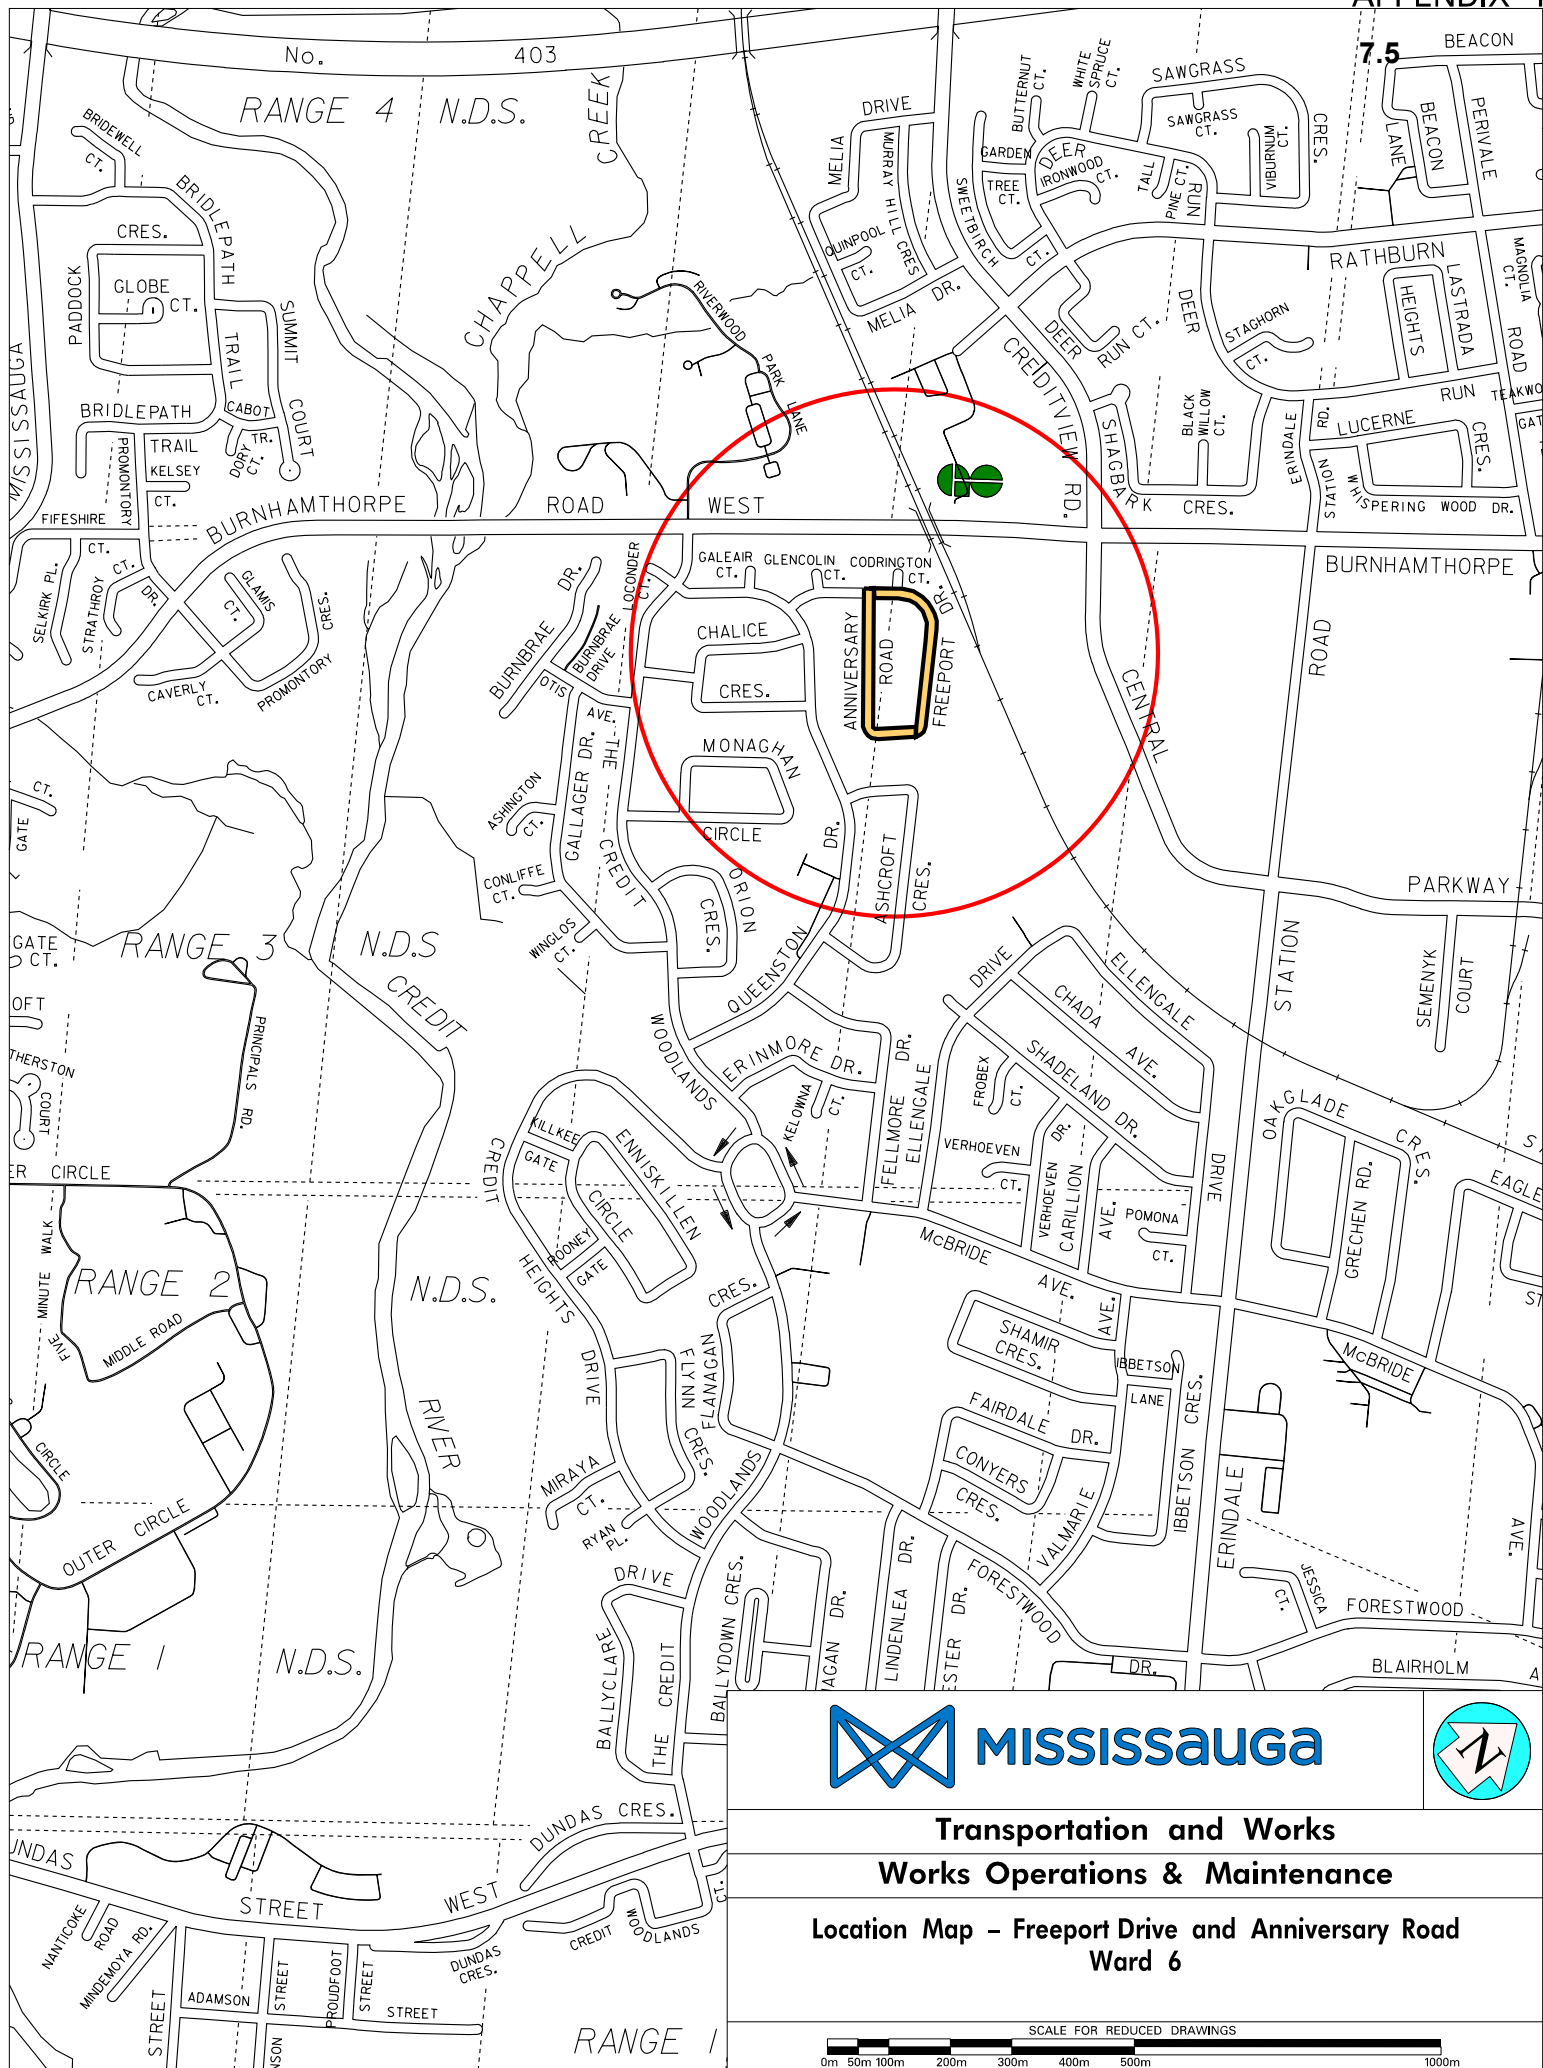 7.5
BEACON
No. 403
RANGE 4 N.D.S.
CREEK
CHAPPELL
BRIDEWELL
CT.
BRIDLEPATH
TRAIL
CRES.
PADDOCK
GLOBE
CT.
SUMMIT
COURT
MISSISSAUGA
BRIDLEPATH
TRAIL
CABOT
TR.
DORY
CT.
KELSEY
CT.
PROMONTORY
DR.
FIFESHIRE
CT.
BURNHAMTHORPE ROAD WEST
MELIA
DRIVE
MURRAY HILL CRES
QUINPOOL
CT.
MELIA DR.
RIVERWOOD
PARK
LANE
BUTTERNUT
CT.
WHITE
SPRUCE
CT.
SAWGRASS
CRES.
SAWGRASS
CT.
VIBURNUM
CT.
GARDEN
TREE
CT.
DEER
RUN
IRONWOOD
CT.
TALL
PINE CT.
SWEETBIRCH
CT.
BEACON
LANE
PERIVALE
ROAD
RATHBURN
MAGNOLIA
CT.
LASTRADA
HEIGHTS
DEER
RUN CT.
DEER
RUN
STAGHORN
CT.
CREDITVIEW RD.
BLACK
WILLOW
CT.
SHAGBARK
CRES.
ERINDALE
STATION
RD.
LUCERNE
CRES.
WHISPERING WOOD DR.
TEAKWO
GAT
BURNHAMTHORPE
SELKIRK PL.
STRATHROY
CT.
GLAMIS
CT.
CRES.
PROMONTORY
CAVERLY
CT.
BURNBRAE
DR.
BURNBRAE
DRIVE
LOCONDER
CT.
OTIS
AVE.
GALEAIR
CT.
GLENCOLIN
CT.
CODRINGTON
CT.
CHALICE
CRES.
ANNIVERSARY
ROAD
FREEPORT
DR.
CENTRAL
PARKWAY
ROAD
STATION
MONAGHAN
CIRCLE
GALLAGER DR.
THE
CREDIT
WOODLANDS
ASHINGTON
CT.
CONLIFFE
CT.
WINGLOS
CT.
ORION
CRES.
DR.
QUEENSTON
ASHCROFT
CRES.
CT.
GATE
GATE
CT.
OFT
RANGE 3 N.D.S
CREDIT
PRINCIPALS RD.
THERSTON
COURT
ER CIRCLE
ERINMORE DR.
KELOWNA
CT.
FELLMORE
DR.
ELLENGALE
DRIVE
ELLENGALE
DRIVE
CHADA
AVE.
SHADELAND DR.
FROBEX
CT.
VERHOEVEN
CT.
VERHOEVEN
DR.
CARILLION
AVE.
POMONA
CT.
SEMENYK
COURT
OAKGLADE
CRES.
GRECHEN RD.
EAGLE
ST
McBRIDE
AVE.
McBRIDE
AVE.
KILLKEE
GATE
ENNISKILLEN
CIRCLE
ROONEY
GATE
CREDIT
HEIGHTS
DRIVE
FIVE MINUTE WALK
RANGE 2 N.D.S.
MIDDLE ROAD
CIRCLE
OUTER CIRCLE
RIVER
CRES.
FLANAGAN
FLYNN
CRES.
MIRAYA
CT.
RYAN
PL.
WOODLANDS
SHAMIR
CRES.
AVE.
IBBETSON
LANE
IBBETSON CRES.
FAIRDALE
DR.
CONYERS
CRES.
VALMARIE
ERINDALE
JESSICA
CT.
FORESTWOOD
DR.
FORESTWOOD
BLAIRHOLM A
RANGE 1 N.D.S.
DRIVE
BALLYCLARE
THE CREDIT
BALLYDOWN CRES.
NAGAN DR.
LINDENLEA DR.
ESTER DR.
MISSISSAUGA
N
Transportation and Works
Works Operations & Maintenance
Location Map – Freeport Drive and Anniversary Road
Ward 6
SCALE FOR REDUCED DRAWINGS
0m 50m 100m 200m 300m 400m 500m 1000m
UNDAS STREET WEST
DUNDAS CRES.
NANTICOKE
ROAD
MINDEMOYA RD.
STREET
ADAMSON
STREET
PROUDFOOT
STREET
STREET
NSON
DUNDAS
CRES.
CREDIT
WOODLANDS
CT.
RANGE 1